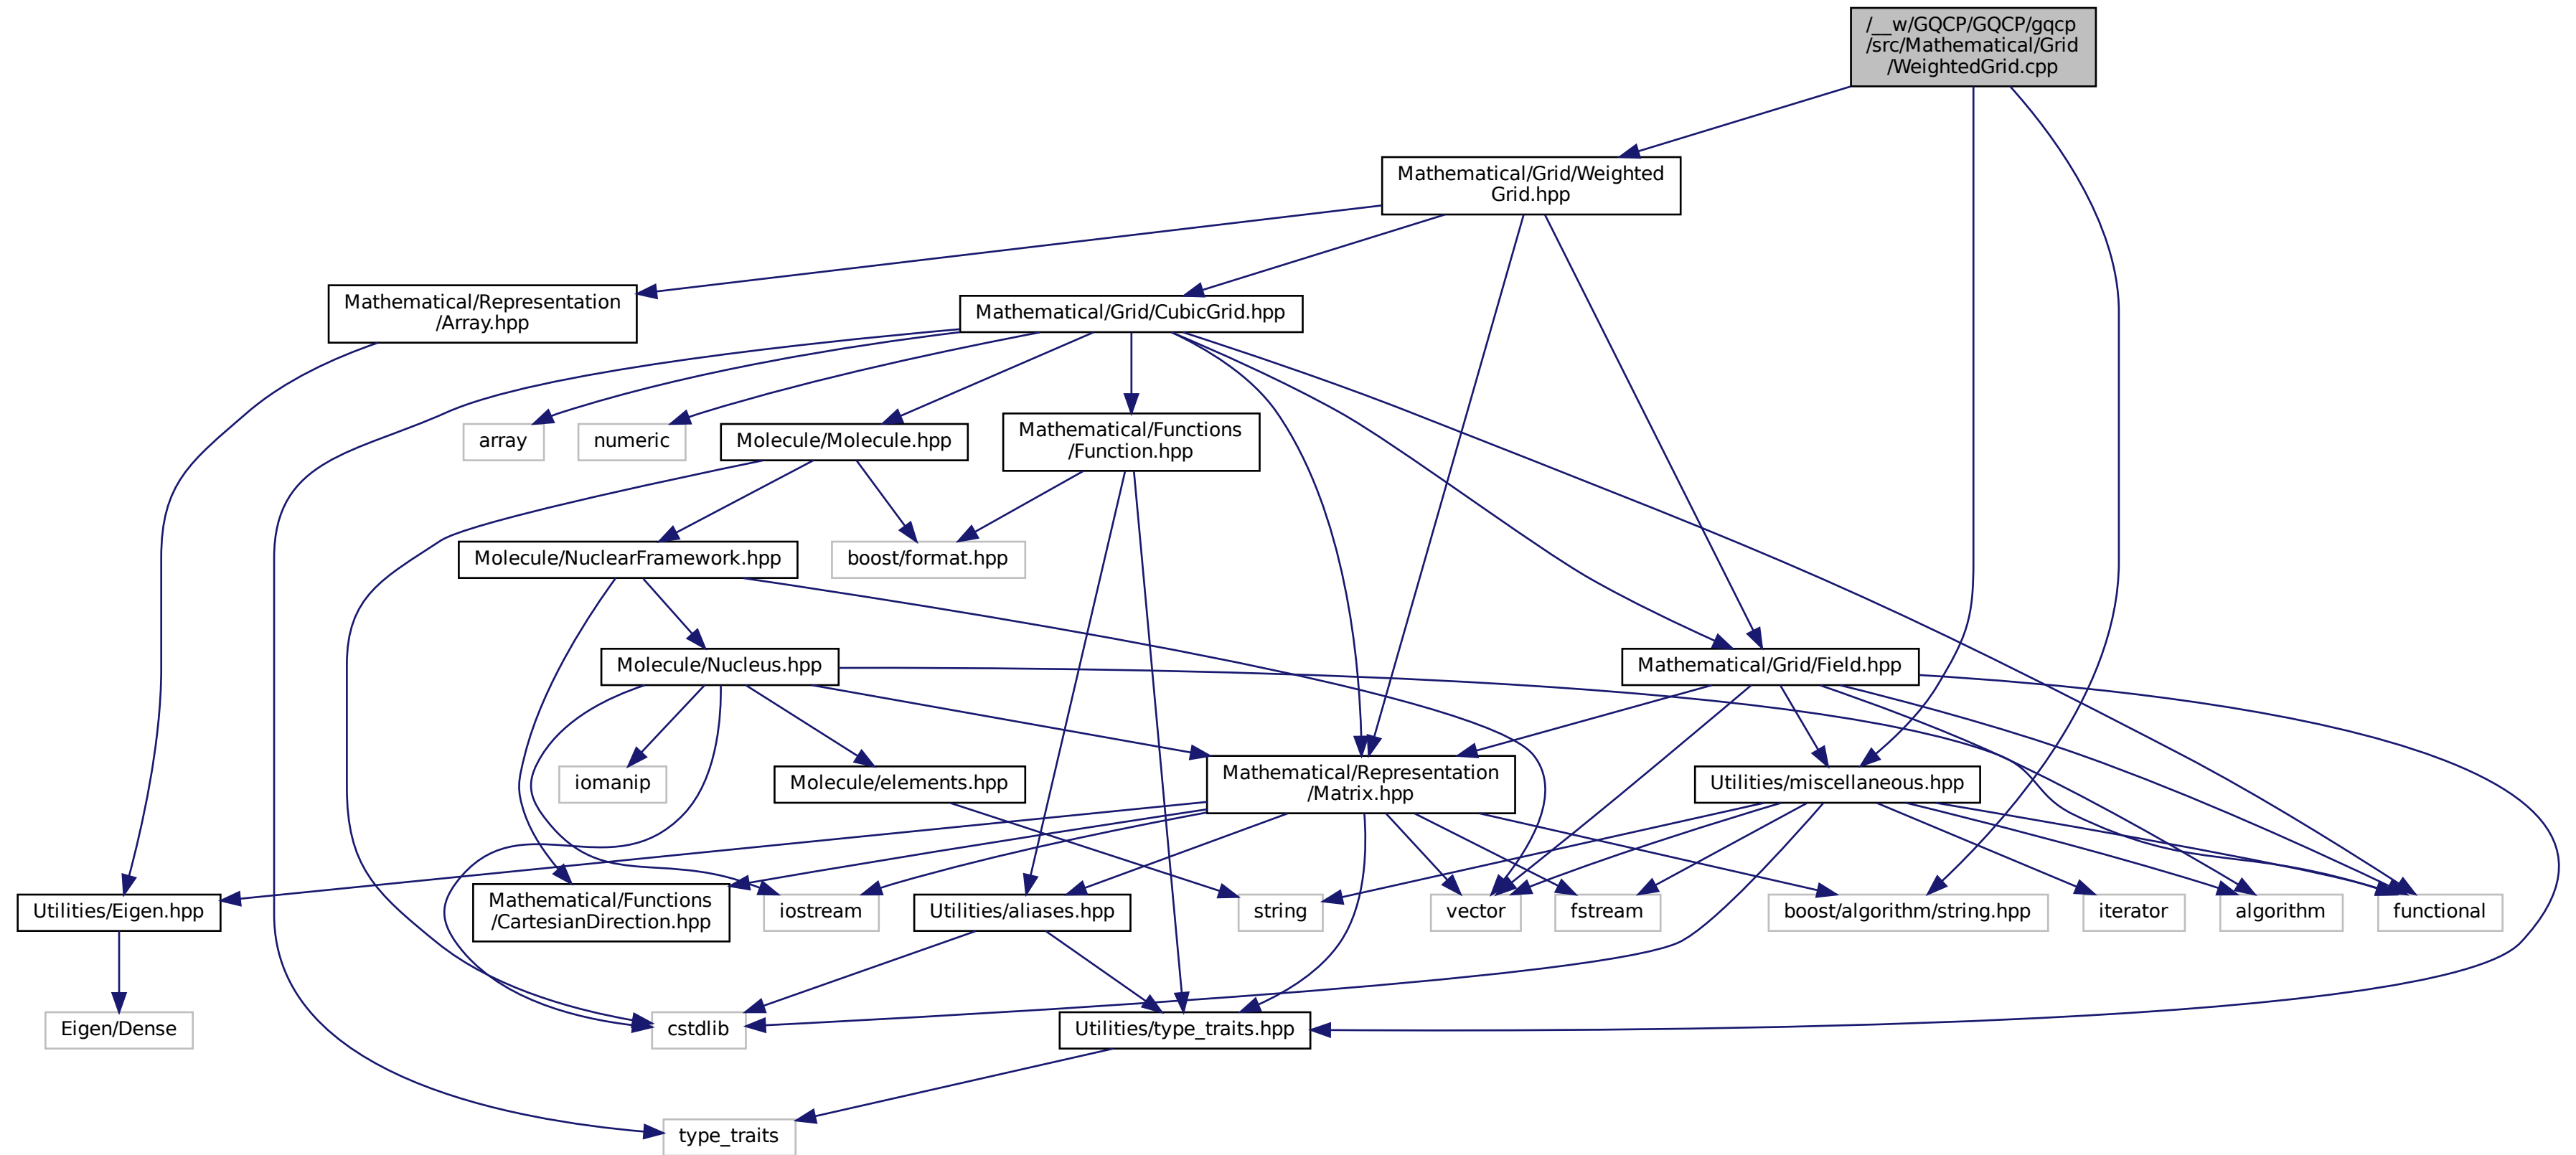 /__w/GQCP/GQCP/gqcp
/src/Mathematical/Grid
/WeightedGrid.cpp
Mathematical/Grid/Weighted
Grid.hpp
Mathematical/Representation
/Array.hpp
Mathematical/Grid/CubicGrid.hpp
array
numeric
Molecule/Molecule.hpp
Mathematical/Functions
/Function.hpp
Molecule/NuclearFramework.hpp
boost/format.hpp
Molecule/Nucleus.hpp
Mathematical/Grid/Field.hpp
iomanip
Molecule/elements.hpp
Mathematical/Representation
/Matrix.hpp
Utilities/miscellaneous.hpp
Utilities/Eigen.hpp
Mathematical/Functions
/CartesianDirection.hpp
iostream
Utilities/aliases.hpp
string
vector
fstream
boost/algorithm/string.hpp
iterator
algorithm
functional
Eigen/Dense
cstdlib
Utilities/type_traits.hpp
type_traits